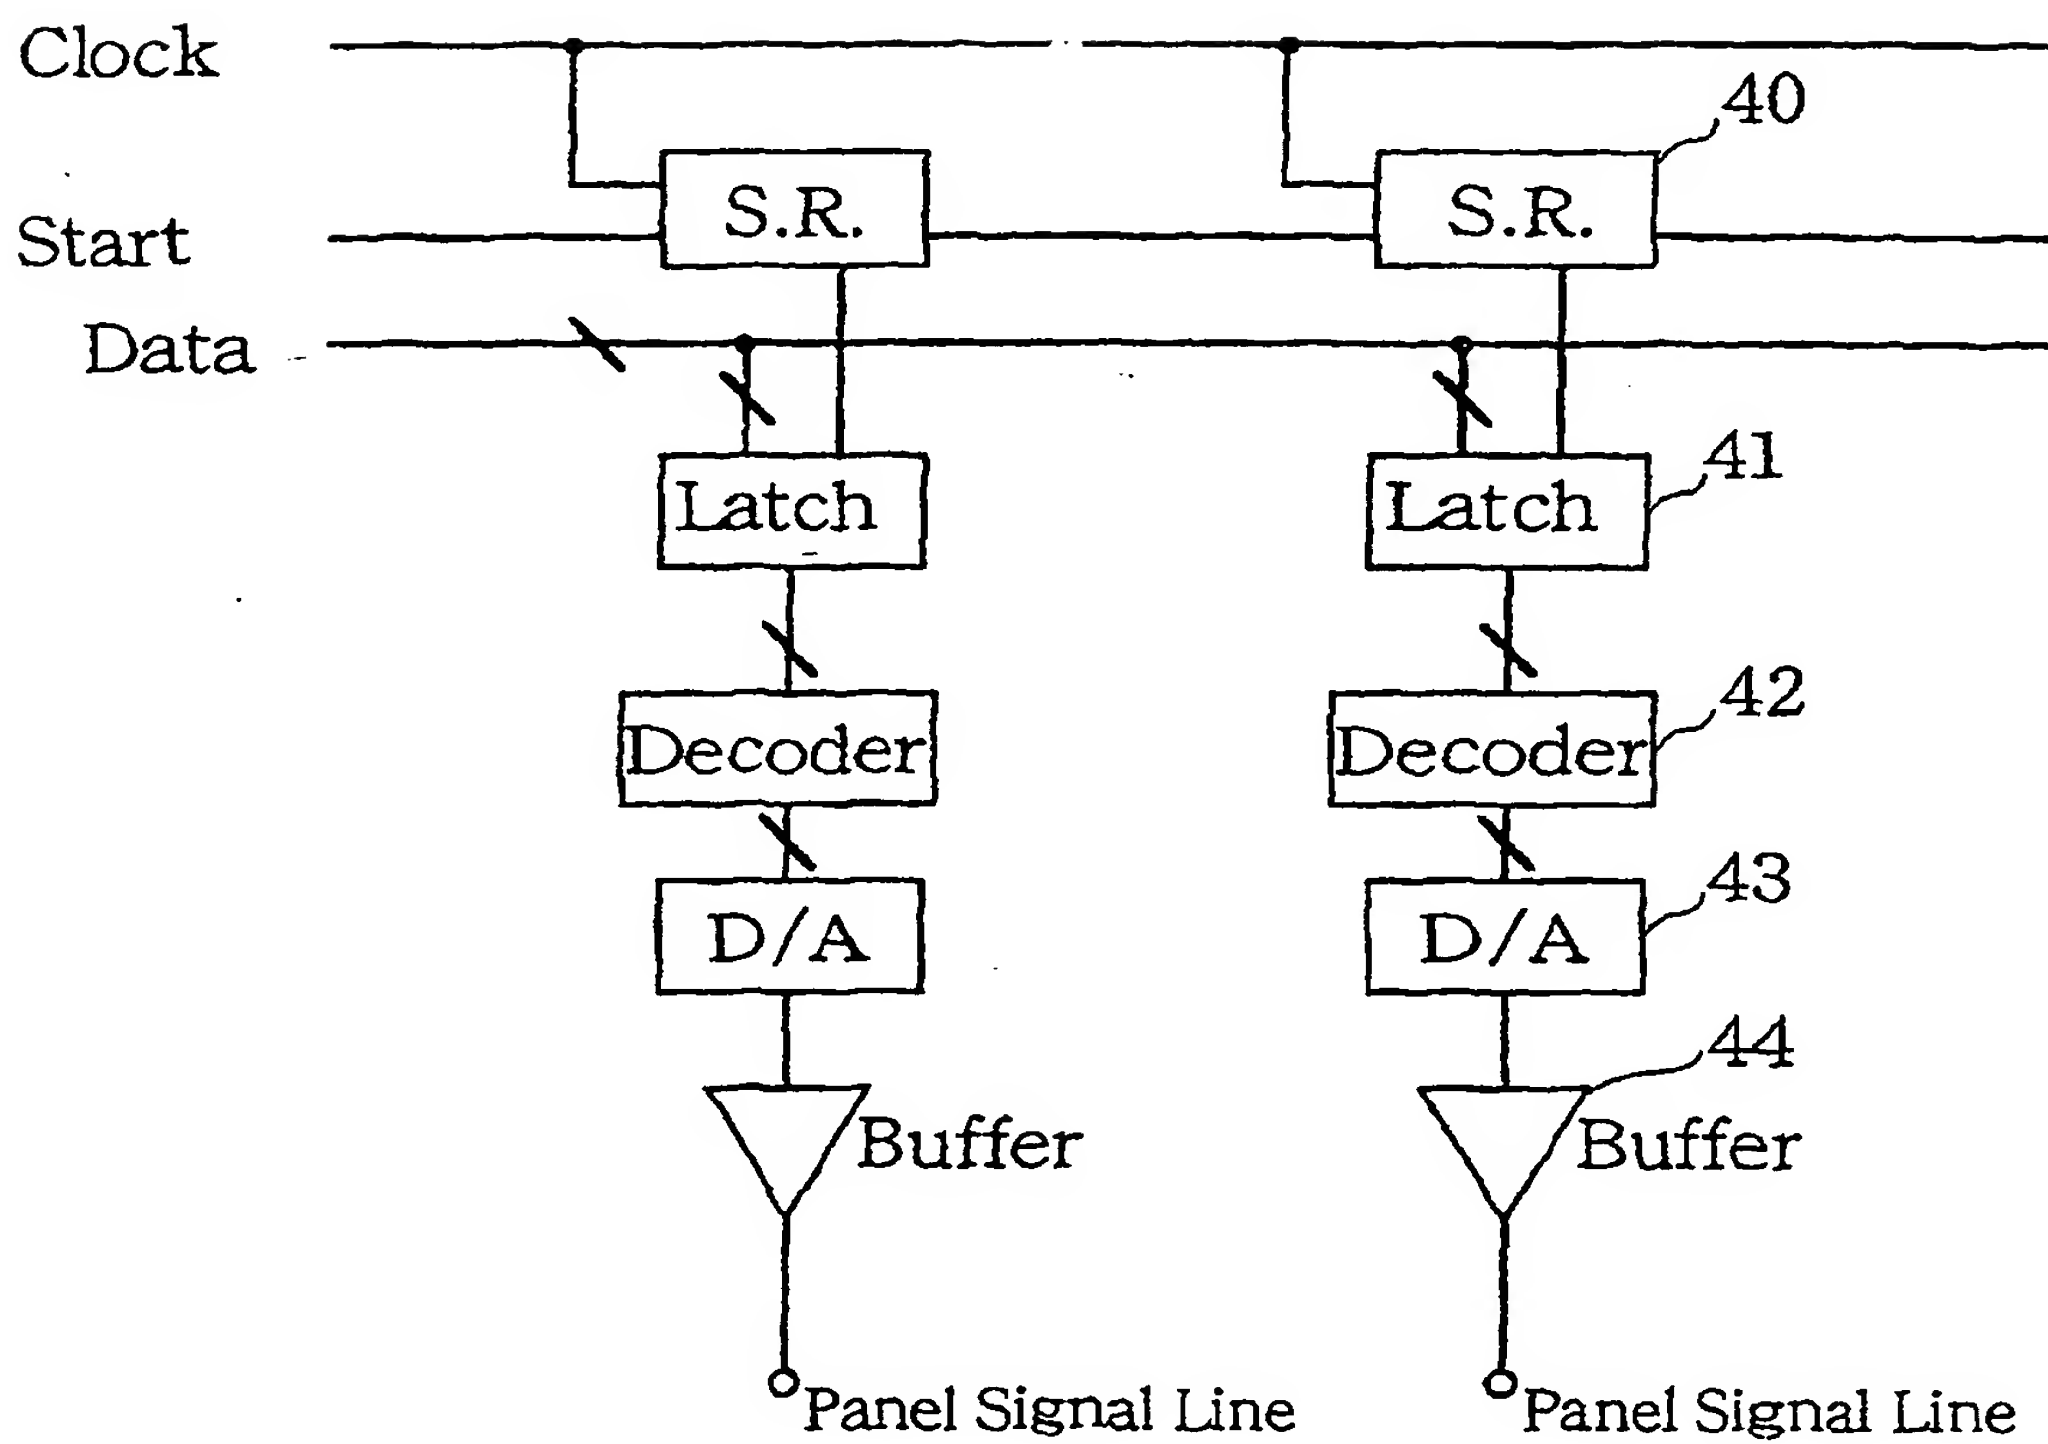 Clock
40
S.R. S.R.
Start
Data
41
Latch Latch
42
Decoder Decoder
43
D/A D/A
44
Buffer Buffer
Panel Signal Line Panel Signal Line